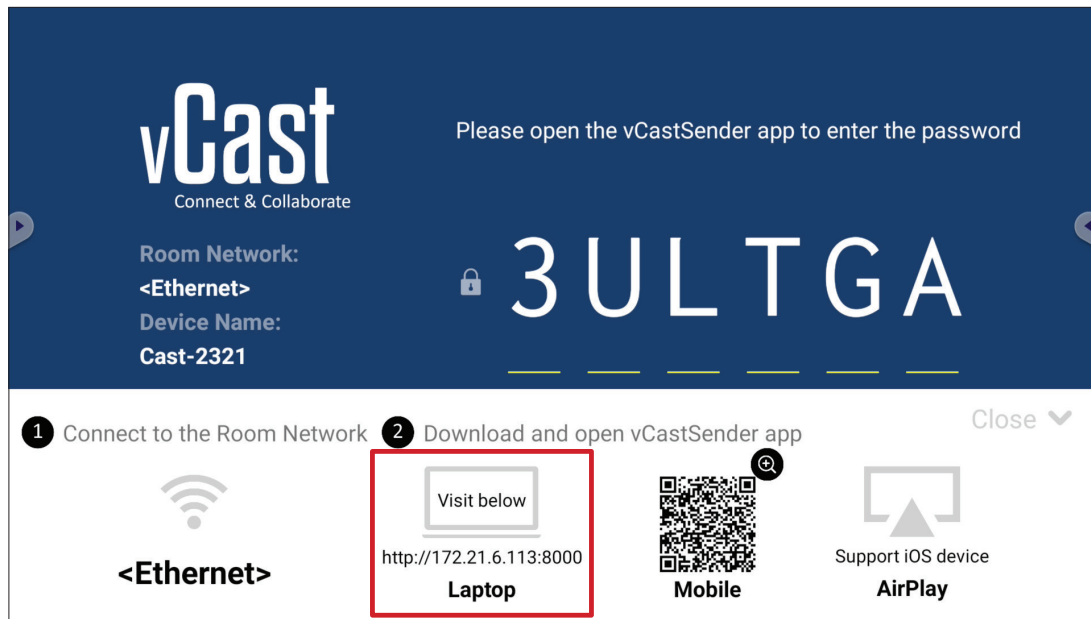 vCast
Connect & Collaborate
Please open the vCastSender app to enter the password
Room Network:
<Ethernet>
Device Name:
Cast-2321
3ULTGA
1 Connect to the Room Network
2 Download and open vCastSender app
Close
<Ethernet>
Visit below
http://172.21.6.113:8000
Laptop
Mobile
Support iOS device
AirPlay